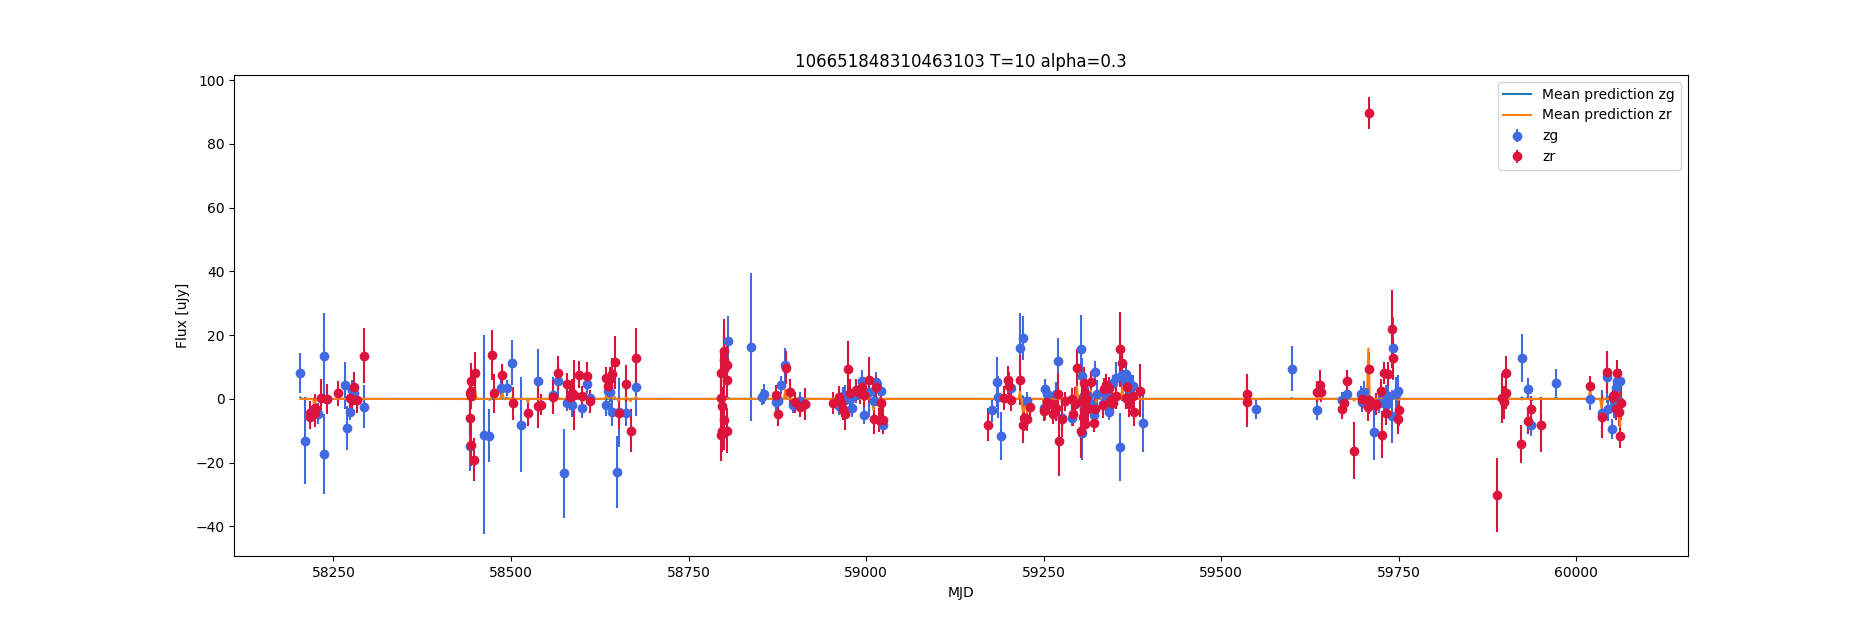 106651848310463103 T=10 alpha=0.3
100
80
60
40
20
0
−20
−40
Flux [uJy]
58250
58500
58750
59000
59250
59500
59750
60000
MJD
Mean prediction zg
Mean prediction zr
zg
zr